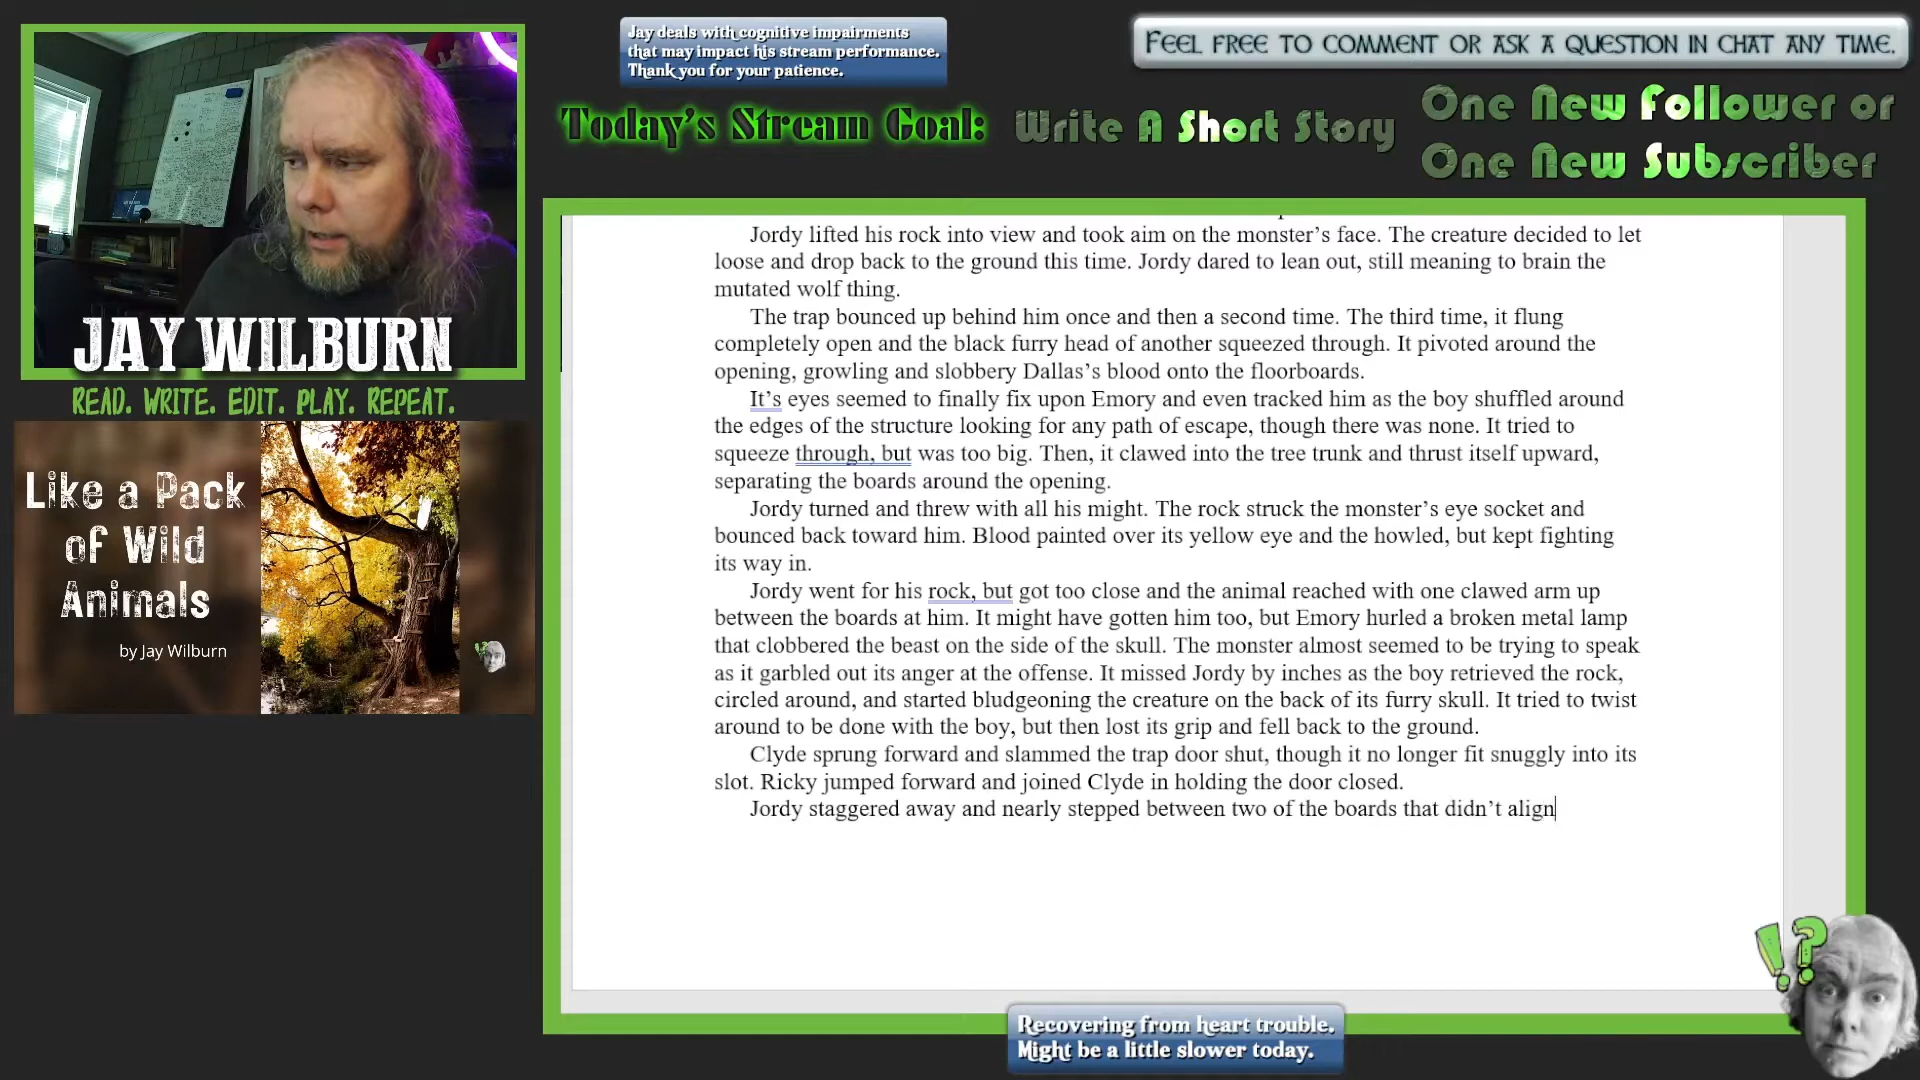 Jay deals with cognitive impairments
that may impact his stream performance.
Thank you for your patience.
FEEL FREE TO COMMENT OR ASK A QUESTION IN CHAT ANY TIME.
Today's Stream Goal:
Write A Short Story
One New Follower or
One New Subscriber
JAY WILBURN
READ. WRITE. EDIT. PLAY. REPEAT.
Like a Pack
of Wild
Animals
by Jay Wilburn
Jordy lifted his rock into view and took aim on the monster’s face. The creature decided to let
loose and drop back to the ground this time. Jordy dared to lean out, still meaning to brain the
mutated wolf thing.
The trap bounced up behind him once and then a second time. The third time, it flung
completely open and the black furry head of another squeezed through. It pivoted around the
opening, growling and slobbery Dallas’s blood onto the floorboards.
It’s eyes seemed to finally fix upon Emory and even tracked him as the boy shuffled around
the edges of the structure looking for any path of escape, though there was none. It tried to
squeeze through, but was too big. Then, it clawed into the tree trunk and thrust itself upward,
separating the boards around the opening.
Jordy turned and threw with all his might. The rock struck the monster’s eye socket and
bounced back toward him. Blood painted over its yellow eye and the howled, but kept fighting
its way in.
Jordy went for his rock, but got too close and the animal reached with one clawed arm up
between the boards at him. It might have gotten him too, but Emory hurled a broken metal lamp
that clobbered the beast on the side of the skull. The monster almost seemed to be trying to speak
as it garbled out its anger at the offense. It missed Jordy by inches as the boy retrieved the rock,
circled around, and started bludgeoning the creature on the back of its furry skull. It tried to twist
around to be done with the boy, but then lost its grip and fell back to the ground.
Clyde sprung forward and slammed the trap door shut, though it no longer fit snuggly into its
slot. Ricky jumped forward and joined Clyde in holding the door closed.
Jordy staggered away and nearly stepped between two of the boards that didn’t align
!?
Recovering from heart trouble.
Might be a little slower today.